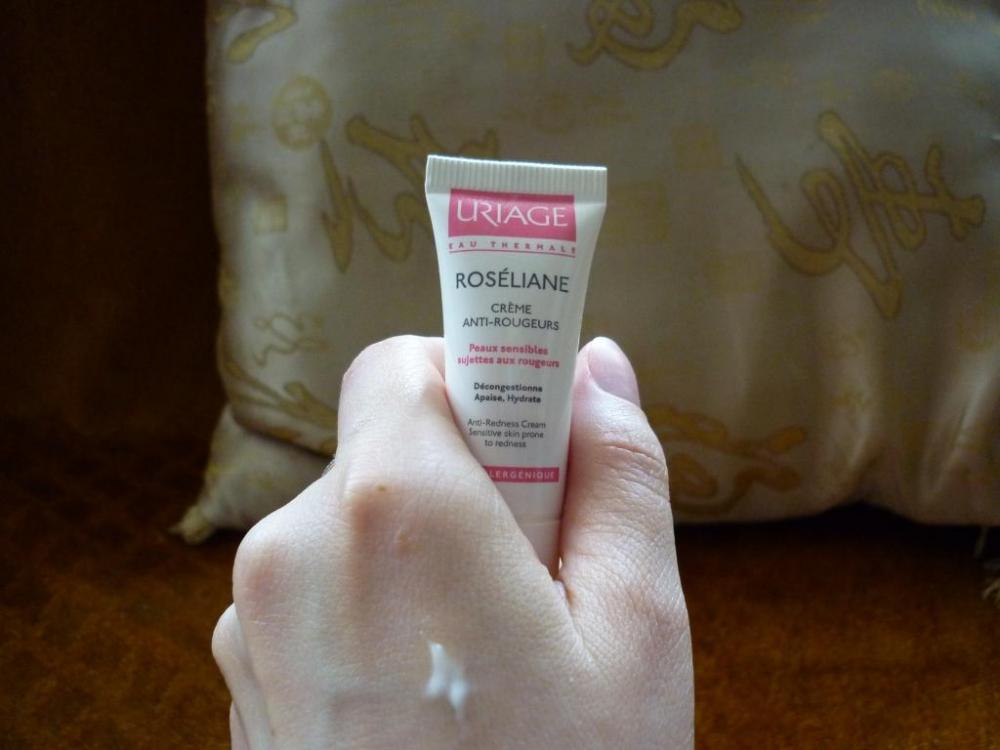 URIAGE
EAU THERMALE
ROSÉLIANE
CRÈME
ANTI-ROUGEURS
Peaux sensibles
sujettes aux rougeurs
Décongestionne
Apaise, Hydrate
Anti-Redness Cream
Sensitive skin prone
to redness
LERGÉNIQUE